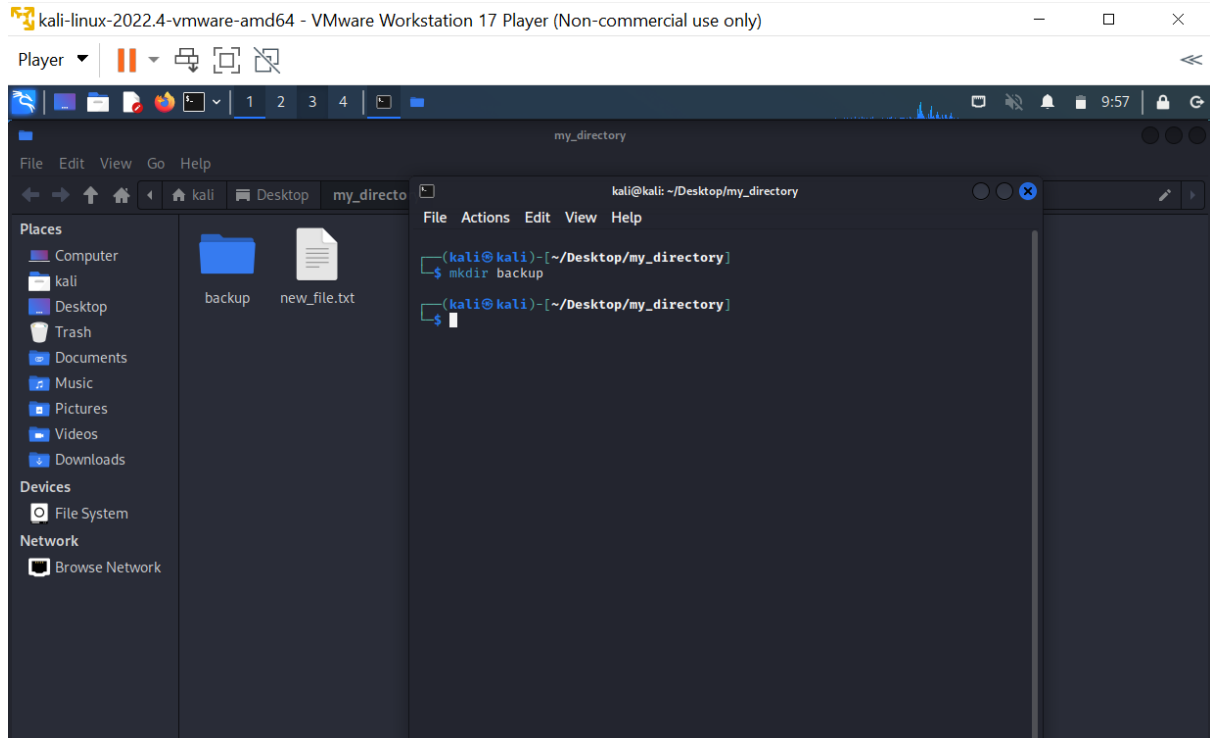 kali-linux-2022.4-vmware-amd64 - VMware Workstation 17 Player (Non-commercial use only)
Player
1 2 3 4 9:57
my_directory
File Edit View Go Help
kali Desktop my_directo
Places
Computer
kali
Desktop
Trash
Documents
Music
Pictures
Videos
Downloads
Devices
File System
Network
Browse Network
backup new_file.txt
kali@kali: ~/Desktop/my_directory
File Actions Edit View Help
┌──(kali㉿kali)-[~/Desktop/my_directory]
└─$ mkdir backup
┌──(kali㉿kali)-[~/Desktop/my_directory]
└─$